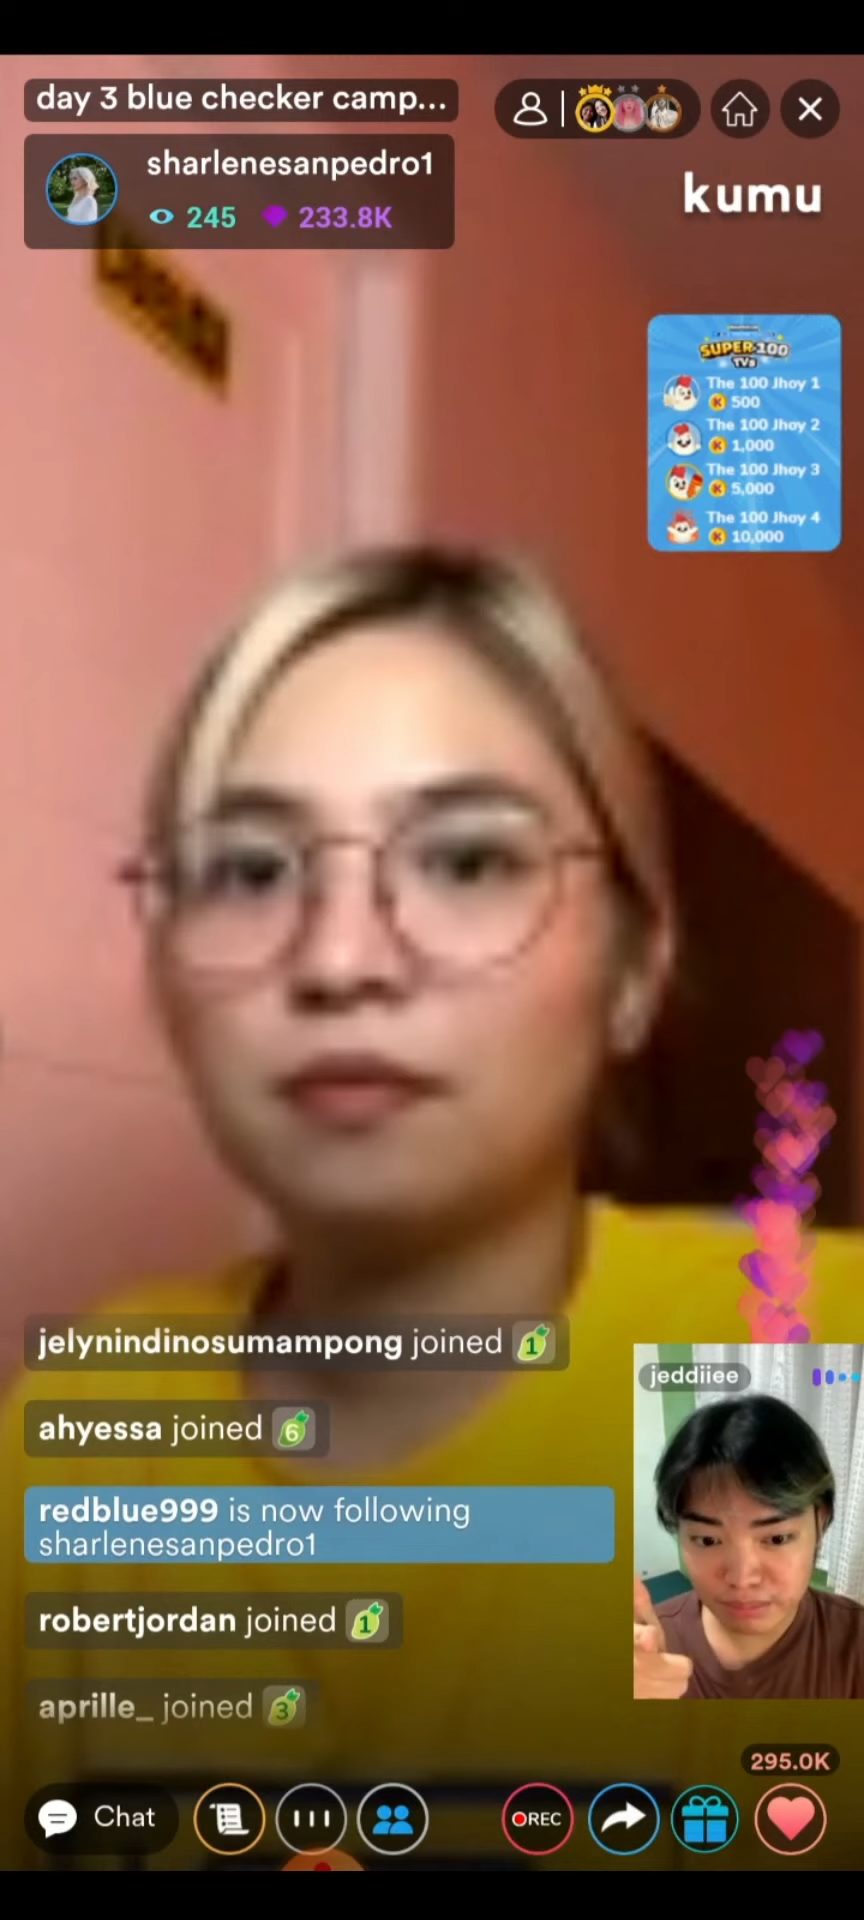 day 3 blue checker camp...
sharlenesanpedro1
245 233.8K
kumu
SUPER 100
TVs
The 100 Jhoy 1
K 500
The 100 Jhoy 2
K 1,000
The 100 Jhoy 3
K 5,000
The 100 Jhoy 4
K 10,000
jelynindinosumampong joined 1
ahyessa joined 6
redblue999 is now following
sharlenesanpedro1
robertjordan joined 1
aprille_ joined 3
jeddiiee
295.0K
Chat
REC